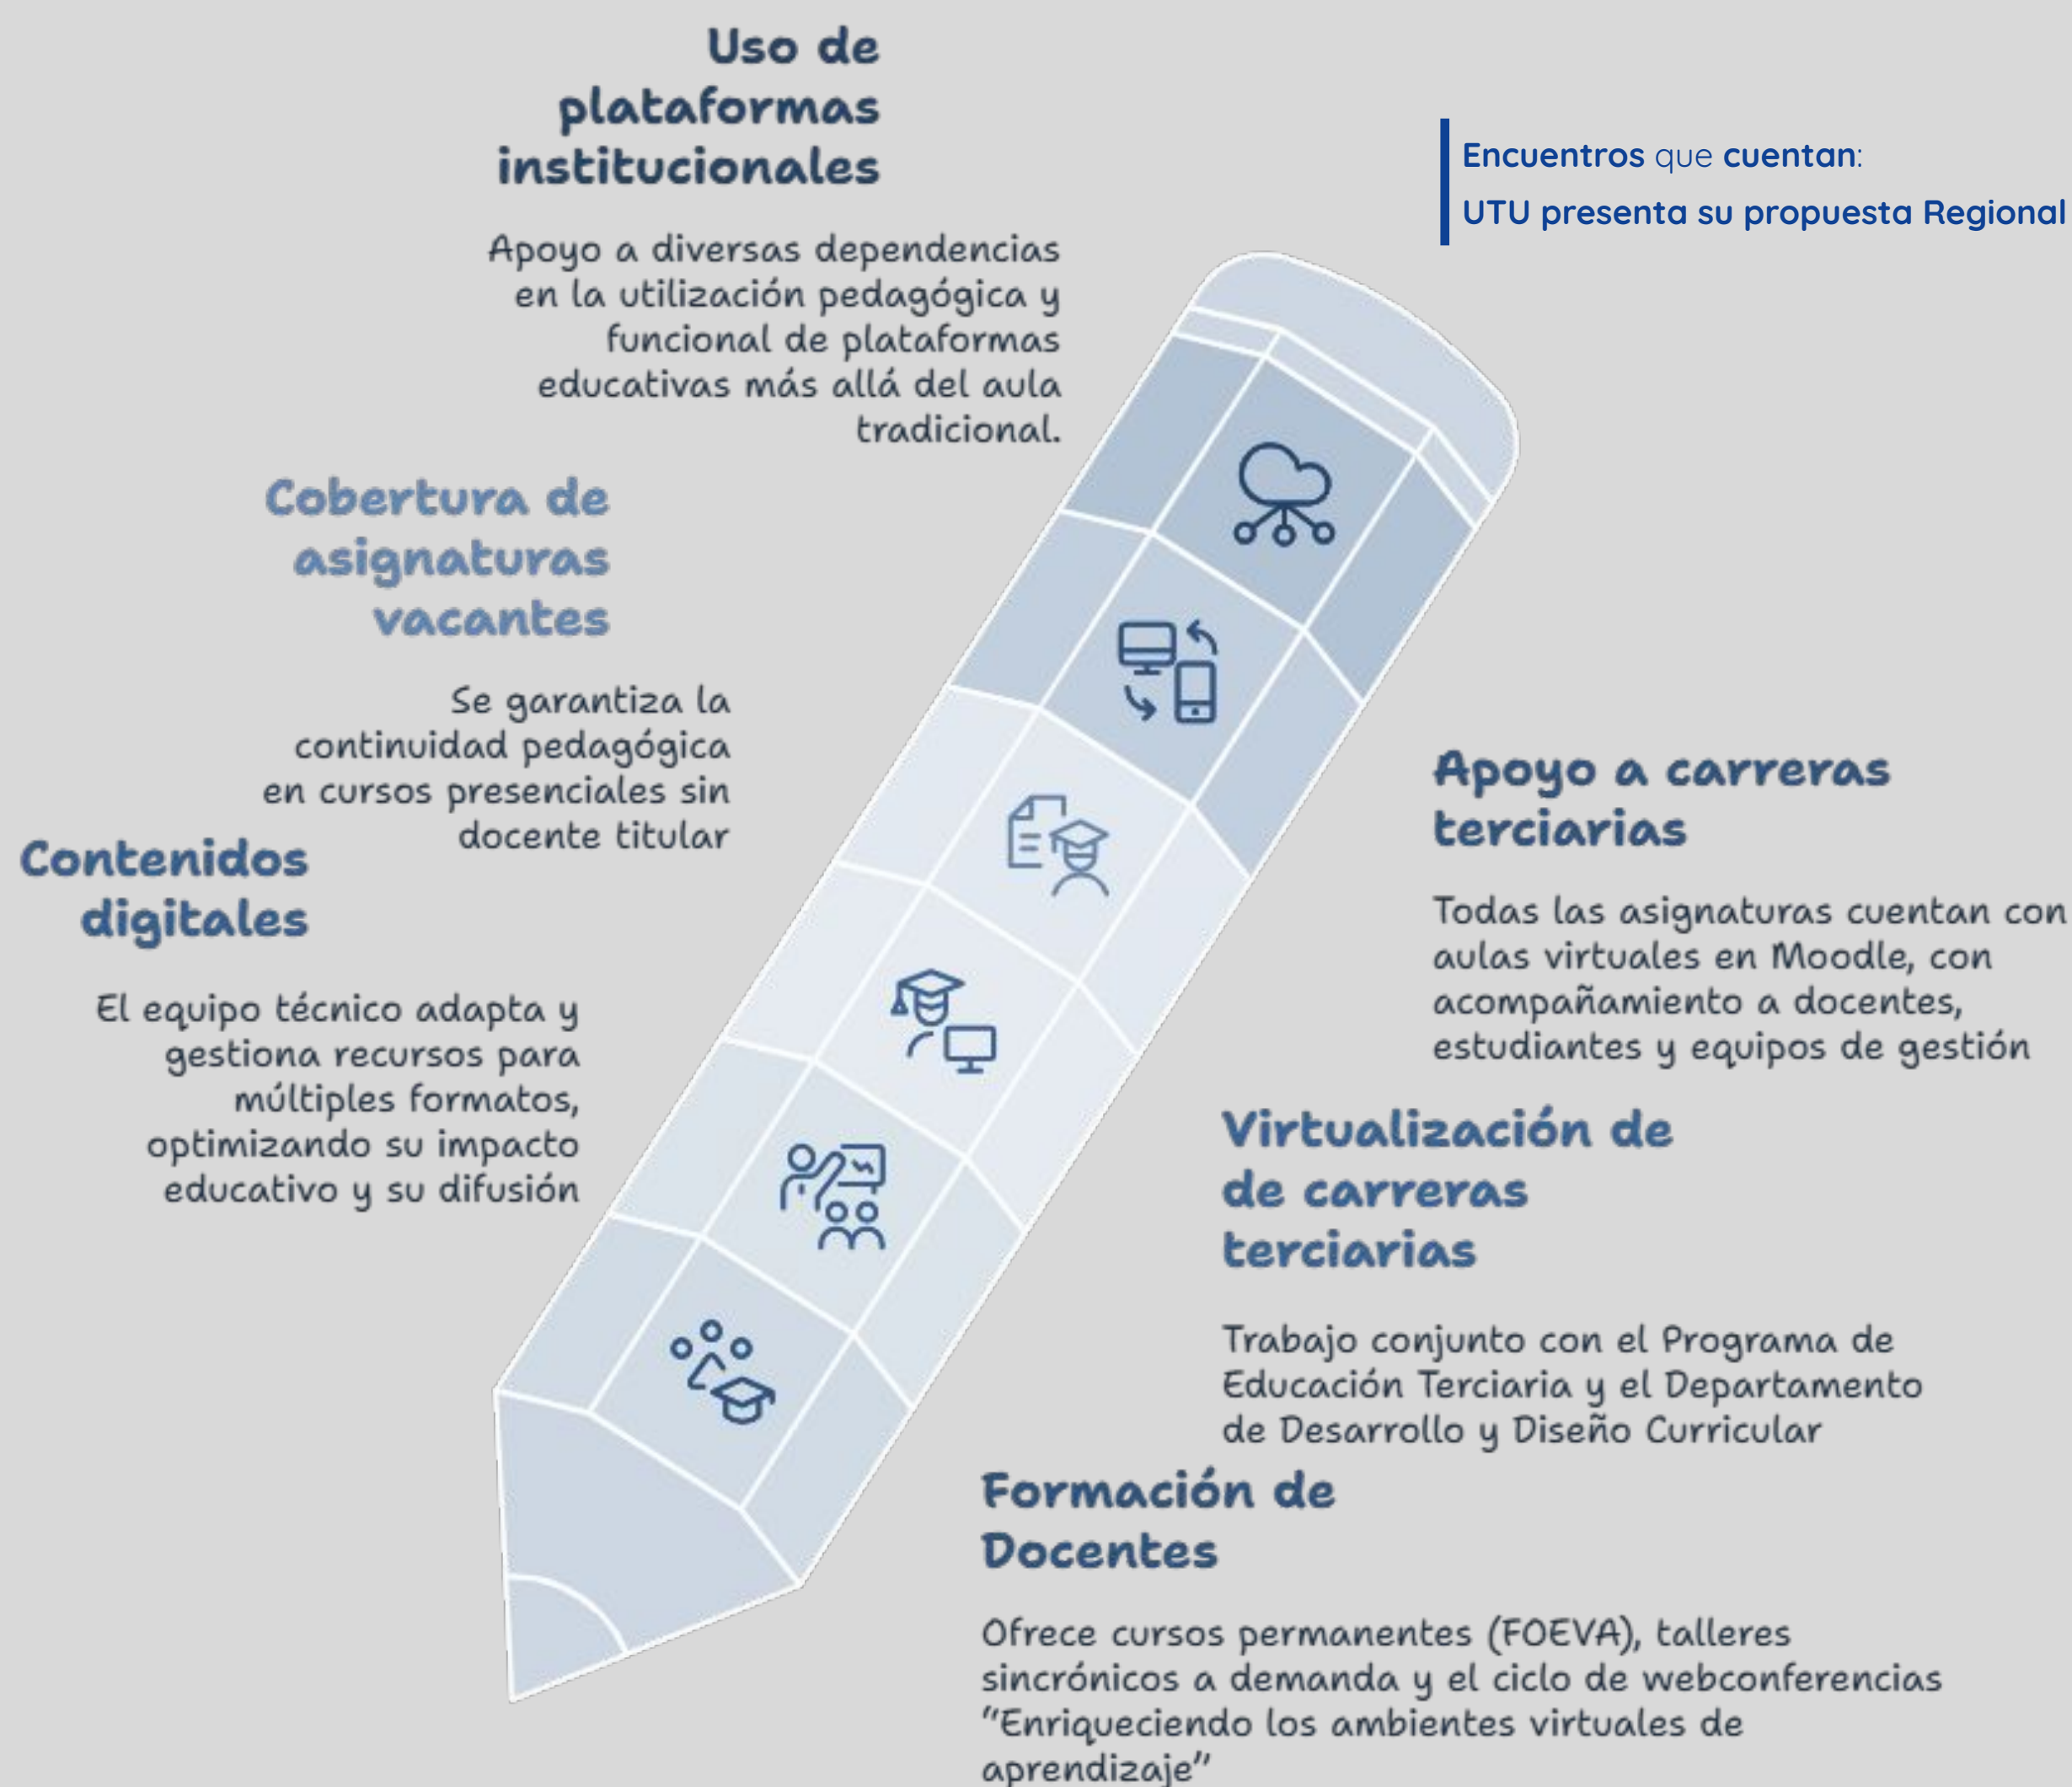 Uso de
plataformas
institucionales
Apoyo a diversas dependencias
en la utilización pedagógica y
funcional de plataformas
educativas más allá del aula
tradicional.
Encuentros que cuentan:
UTU presenta su propuesta Regional
Cobertura de
asignaturas
vacantes
Se garantiza la
continuidad pedagógica
en cursos presenciales sin
docente titular
Contenidos
digitales
El equipo técnico adapta y
gestiona recursos para
múltiples formatos,
optimizando su impacto
educativo y su difusión
Apoyo a carreras
terciarias
Todas las asignaturas cuentan con
aulas virtuales en Moodle, con
acompañamiento a docentes,
estudiantes y equipos de gestión
Virtualización de
de carreras
terciarias
Trabajo conjunto con el Programa de
Educación Terciaria y el Departamento
de Desarrollo y Diseño Curricular
Formación de
Docentes
Ofrece cursos permanentes (FOEVA), talleres
sincrónicos a demanda y el ciclo de webconferencias
“Enriqueciendo los ambientes virtuales de
aprendizaje”